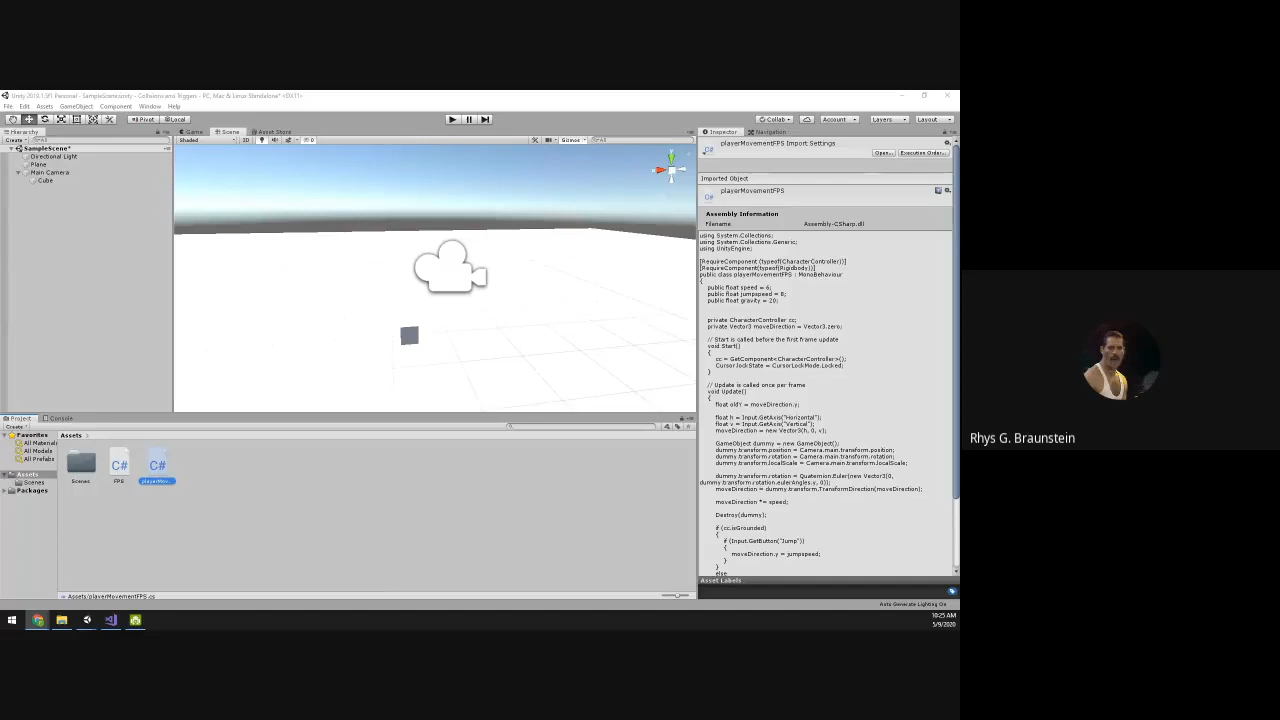 Unity 2019.1.5f1 Personal - SampleScene.unity - Collisions and Triggers - PC, Mac & Linux Standalone* <DX11>
File Edit Assets GameObject Component Window Help
Pivot Local Collab Account Layers Layout
Hierarchy Game Scene Asset Store Inspector Navigation
Create All Shaded 2D Gizmos All
SampleScene*
Directional Light
Plane
Main Camera
Cube
y
playerMovementFPS Import Settings
Open... Execution Order...
Imported Object
playerMovementFPS
Assembly Information
Filename Assembly-CSharp.dll
using System.Collections;
using System.Collections.Generic;
using UnityEngine;
[RequireComponent (typeof(CharacterController))]
[RequireComponent(typeof(Rigidbody))]
public class playerMovementFPS : MonoBehaviour
{
public float speed = 6;
public float jumpspeed = 8;
public float gravity = 20;
private CharacterController cc;
private Vector3 moveDirection = Vector3.zero;
// Start is called before the first frame update
void Start()
{
cc = GetComponent<CharacterController>();
Cursor.lockState = CursorLockMode.Locked;
}
// Update is called once per frame
void Update()
{
float oldY = moveDirection.y;
float h = Input.GetAxis("Horizontal");
float v = Input.GetAxis("Vertical");
moveDirection = new Vector3(h, 0, v);
GameObject dummy = new GameObject();
dummy.transform.position = Camera.main.transform.position;
dummy.transform.rotation = Camera.main.transform.rotation;
dummy.transform.localScale = Camera.main.transform.localScale;
dummy.transform.rotation = Quaternion.Euler(new Vector3(0,
dummy.transform.rotation.eulerAngles.y, 0));
moveDirection = dummy.transform.TransformDirection(moveDirection);
moveDirection *= speed;
Destroy(dummy);
if (cc.isGrounded)
{
if (Input.GetButton("Jump"))
{
moveDirection.y = jumpspeed;
}
}
else
Asset Labels
Project Console
Create
Favorites
All Materials
All Models
All Prefabs
Assets
Scenes
Packages
Assets
Scenes FPS playerMov...
Assets/playerMovementFPS.cs
Auto Generate Lighting On
10:25 AM
5/9/2020
Rhys G. Braunstein